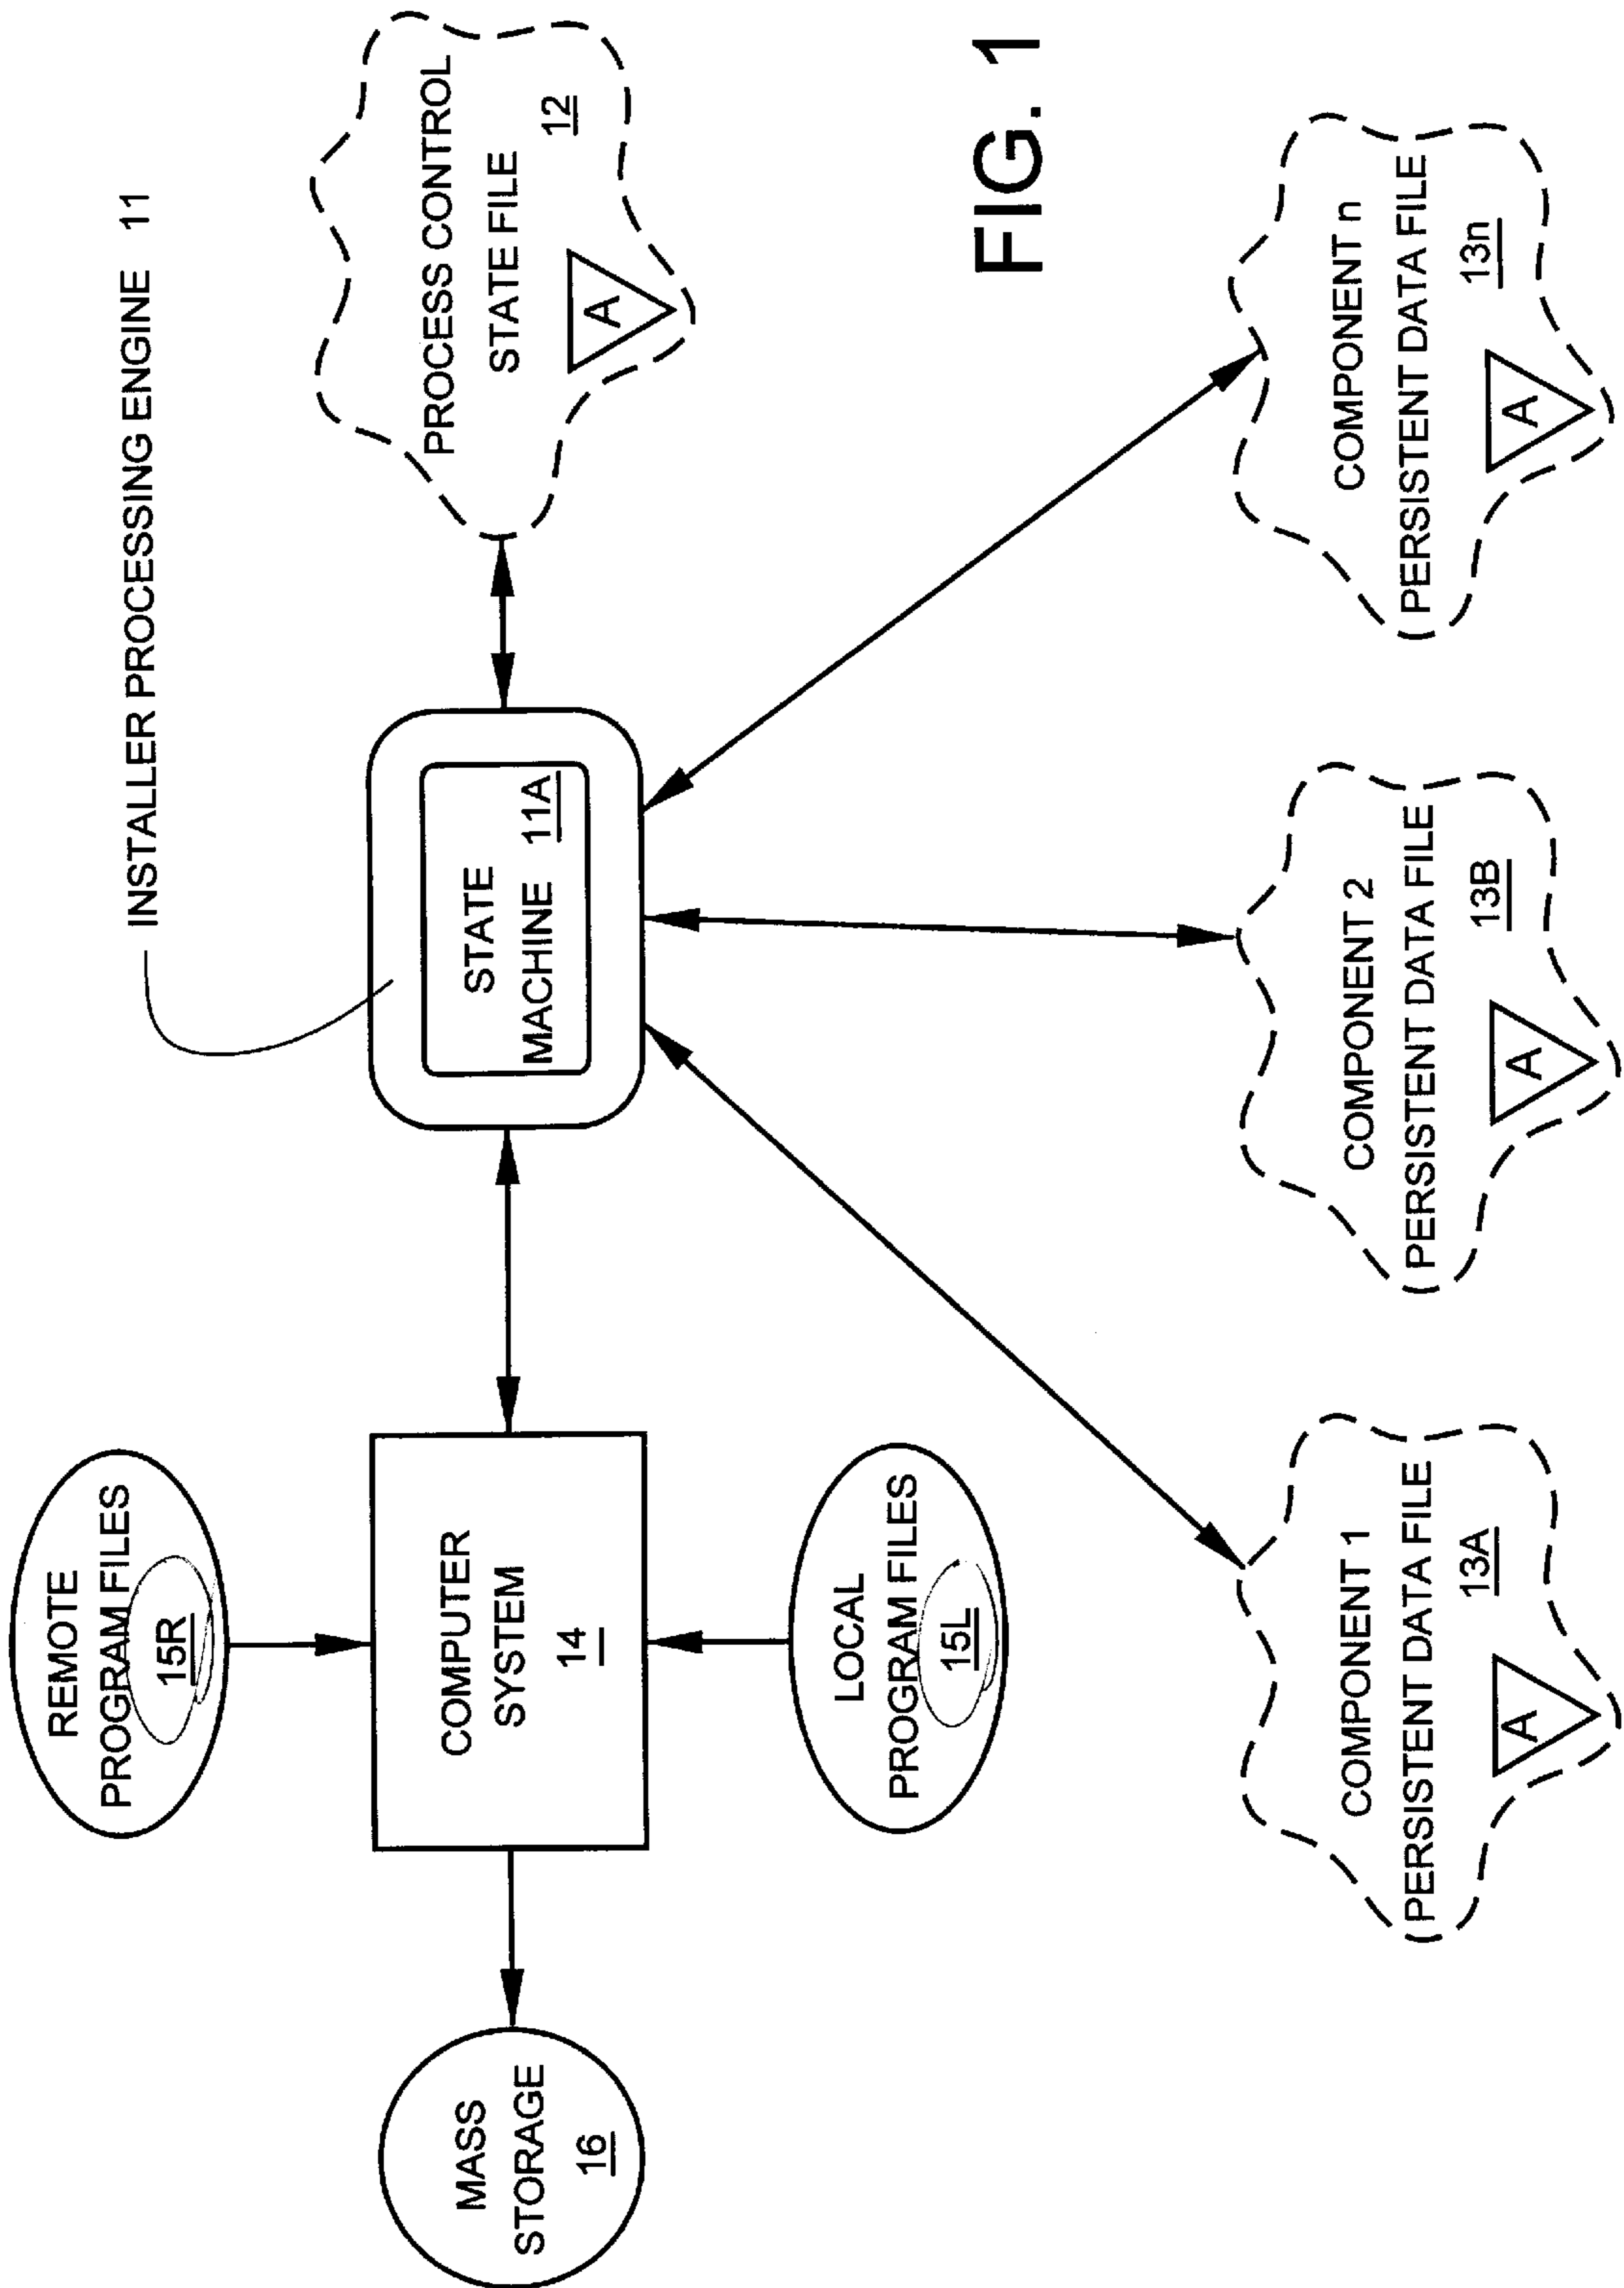 REMOTE
PROGRAM FILES
15R
INSTALLER PROCESSING ENGINE 11
MASS
STORAGE
16
COMPUTER
SYSTEM
14
STATE
MACHINE 11A
PROCESS CONTROL
STATE FILE 12
A
LOCAL
PROGRAM FILES
15L
FIG. 1
COMPONENT 1
PERSISTENT DATA FILE
13A
A
COMPONENT 2
PERSISTENT DATA FILE
13B
A
COMPONENT n
PERSISTENT DATA FILE
13n
A